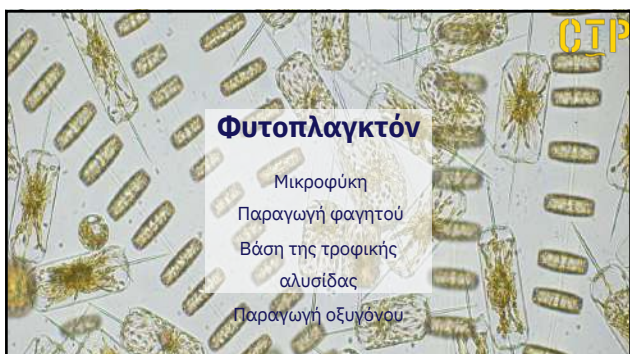 CTP
Φυτοπλαγκτόν
Μικροφύκη
Παραγωγή φαγητού
Βάση της τροφικής
αλυσίδας
Παραγωγή οξυγόνου